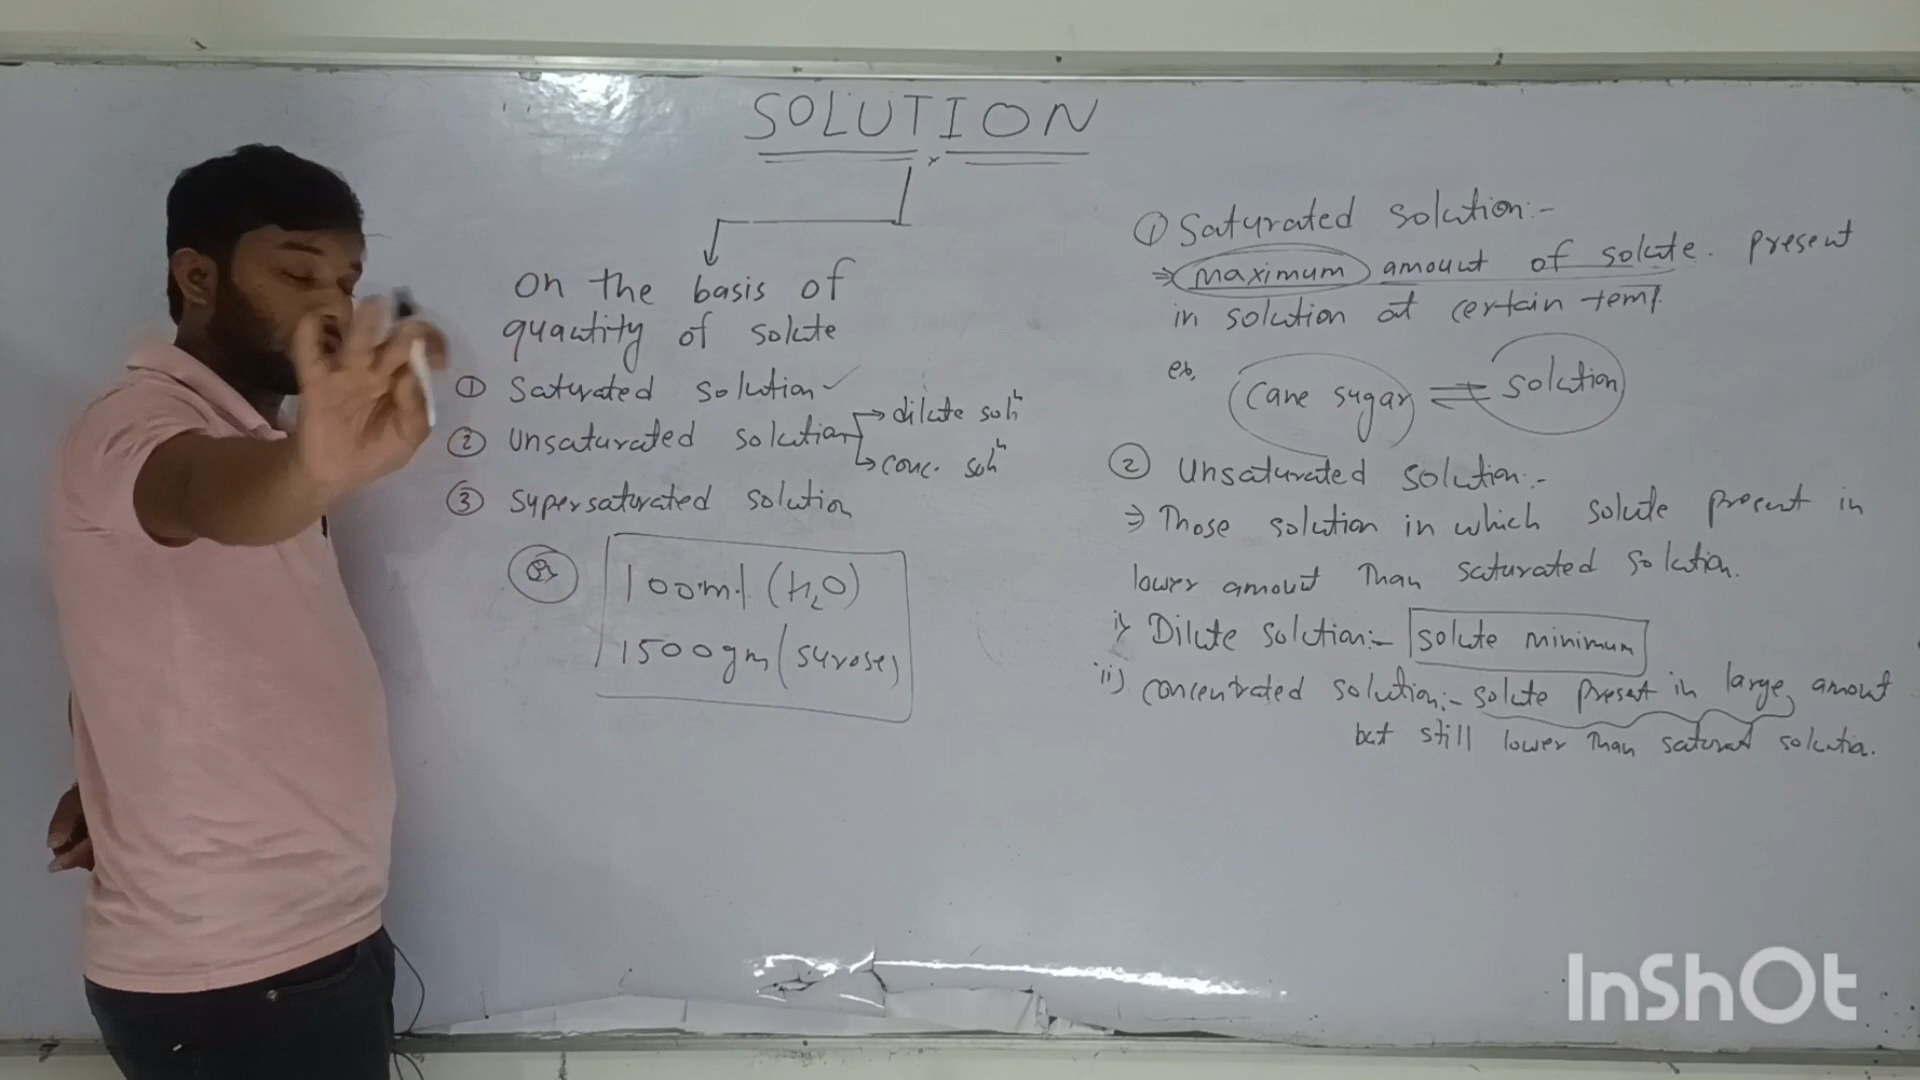 SOLUTION
on the basis of
quantity of solute
① Saturated solution ✓
② Unsaturated solution → dilute solⁿ
→ conc. solⁿ
③ Supersaturated solution
100ml (H₂O)
1500gm (surose)
① Saturated solution:-
⇒ maximum amount of solute present
in solution at certain temp.
eg. Cane sugar ⇌ solution
② Unsaturated solution:-
⇒ Those solution in which solute present in
lower amount Than saturated solution.
i) Dilute solution:- solute minimum
ii) concentrated solution:- solute present in large amount
but still lower Than saturat solution.
InShOt